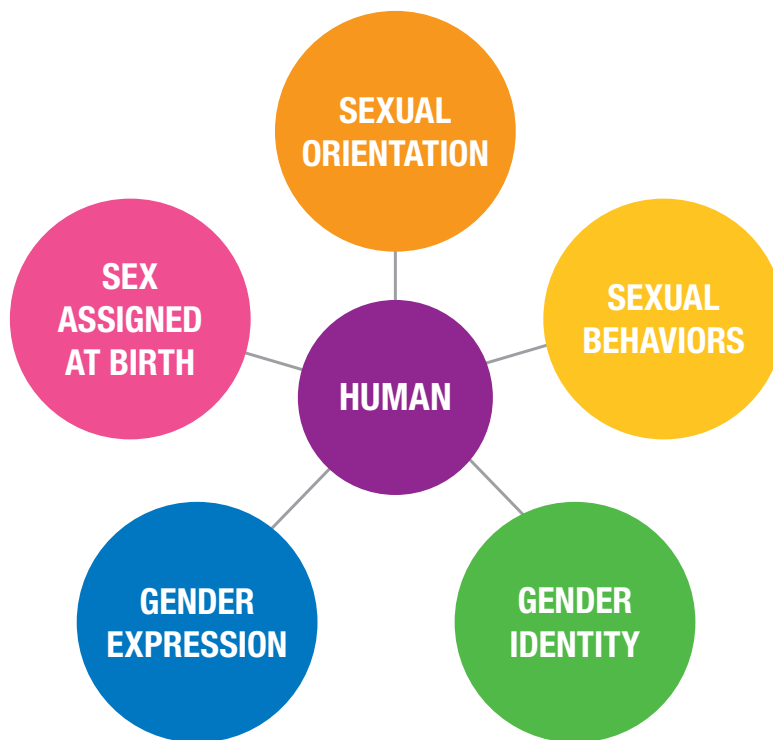 SEXUAL
ORIENTATION
SEX
ASSIGNED
AT BIRTH
SEXUAL
BEHAVIORS
HUMAN
GENDER
EXPRESSION
GENDER
IDENTITY